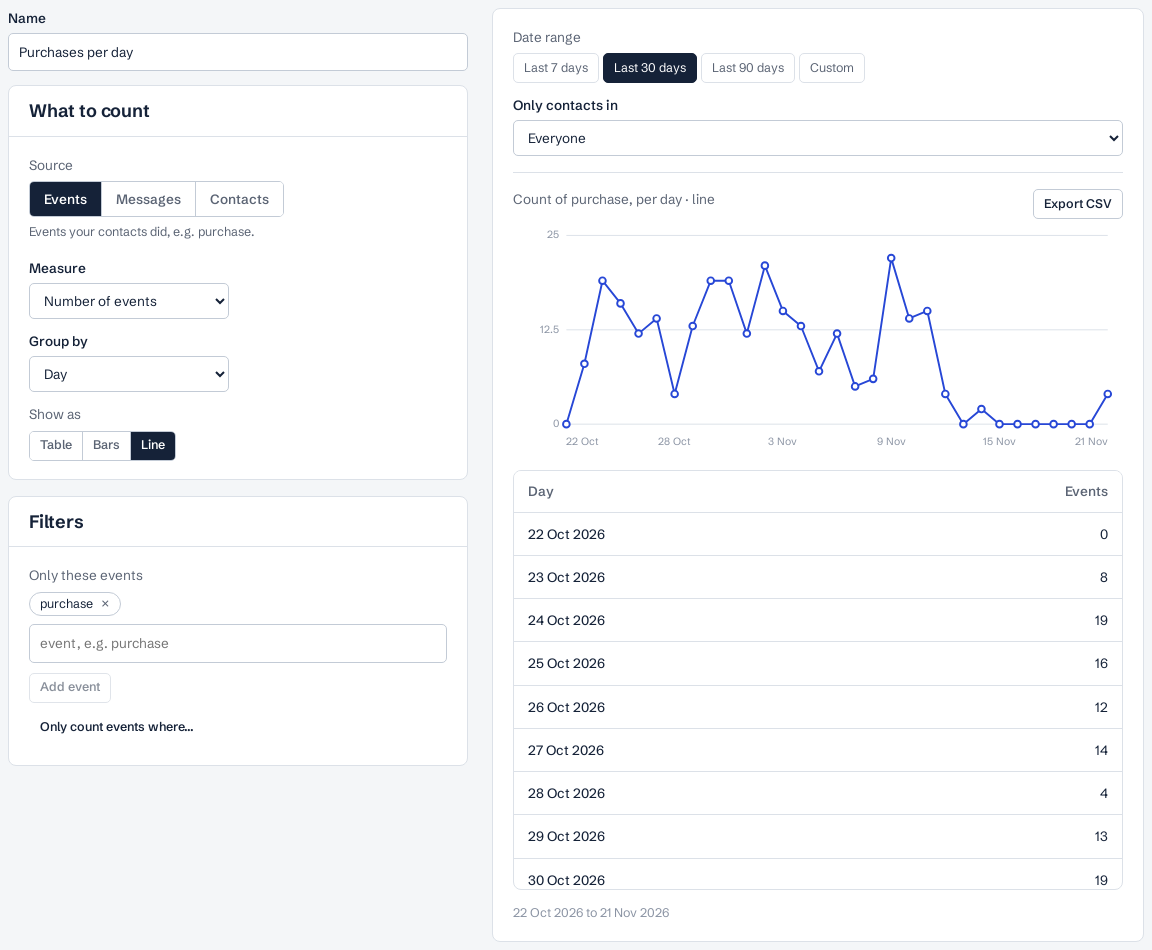 Name
Purchases per day
What to count
Source
Events Messages Contacts
Events your contacts did, e.g. purchase.
Measure
Number of events
Group by
Day
Show as
Table Bars Line
Filters
Only these events
purchase ×
event, e.g. purchase
Add event
Only count events where...
Date range
Last 7 days Last 30 days Last 90 days Custom
Only contacts in
Everyone
Count of purchase, per day · line
Export CSV
25
12.5
0
22 Oct 28 Oct 3 Nov 9 Nov 15 Nov 21 Nov
Day Events
22 Oct 2026 0
23 Oct 2026 8
24 Oct 2026 19
25 Oct 2026 16
26 Oct 2026 12
27 Oct 2026 14
28 Oct 2026 4
29 Oct 2026 13
30 Oct 2026 19
22 Oct 2026 to 21 Nov 2026